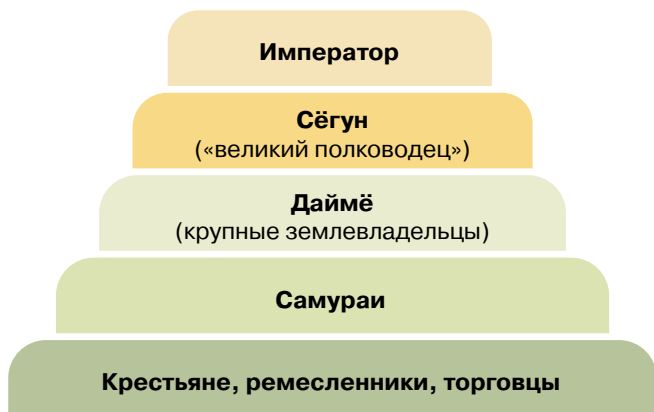 Император
Сёгун
(«великий полководец»)
Даймё
(крупные землевладельцы)
Самураи
Крестьяне, ремесленники, торговцы